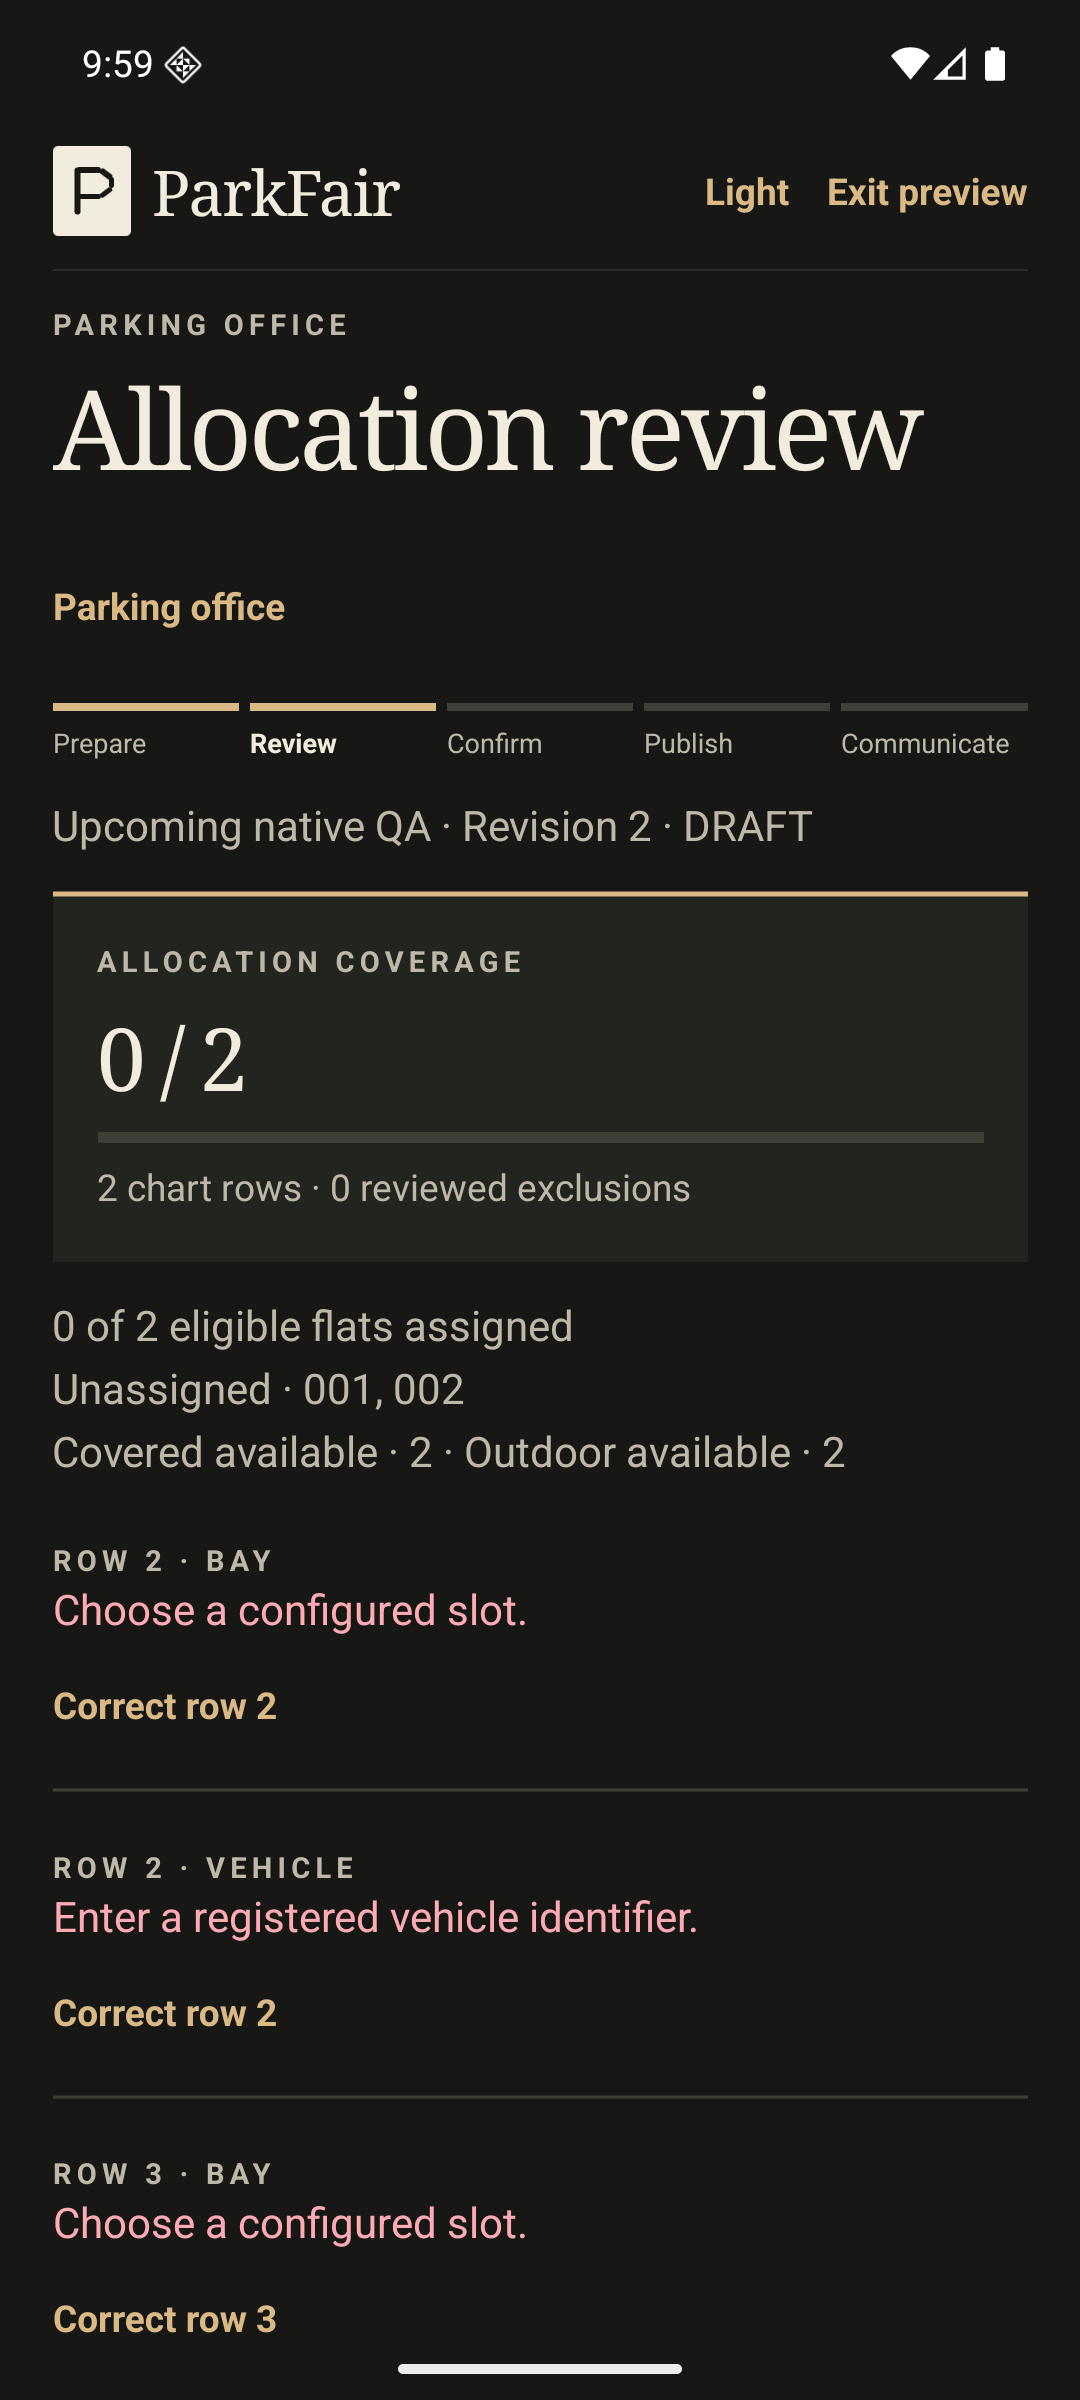 9:59
P ParkFair
Light Exit preview
PARKING OFFICE
Allocation review
Parking office
Prepare Review Confirm Publish Communicate
Upcoming native QA · Revision 2 · DRAFT
ALLOCATION COVERAGE
0 / 2
2 chart rows · 0 reviewed exclusions
0 of 2 eligible flats assigned
Unassigned · 001, 002
Covered available · 2 · Outdoor available · 2
ROW 2 · BAY
Choose a configured slot.
Correct row 2
ROW 2 · VEHICLE
Enter a registered vehicle identifier.
Correct row 2
ROW 3 · BAY
Choose a configured slot.
Correct row 3